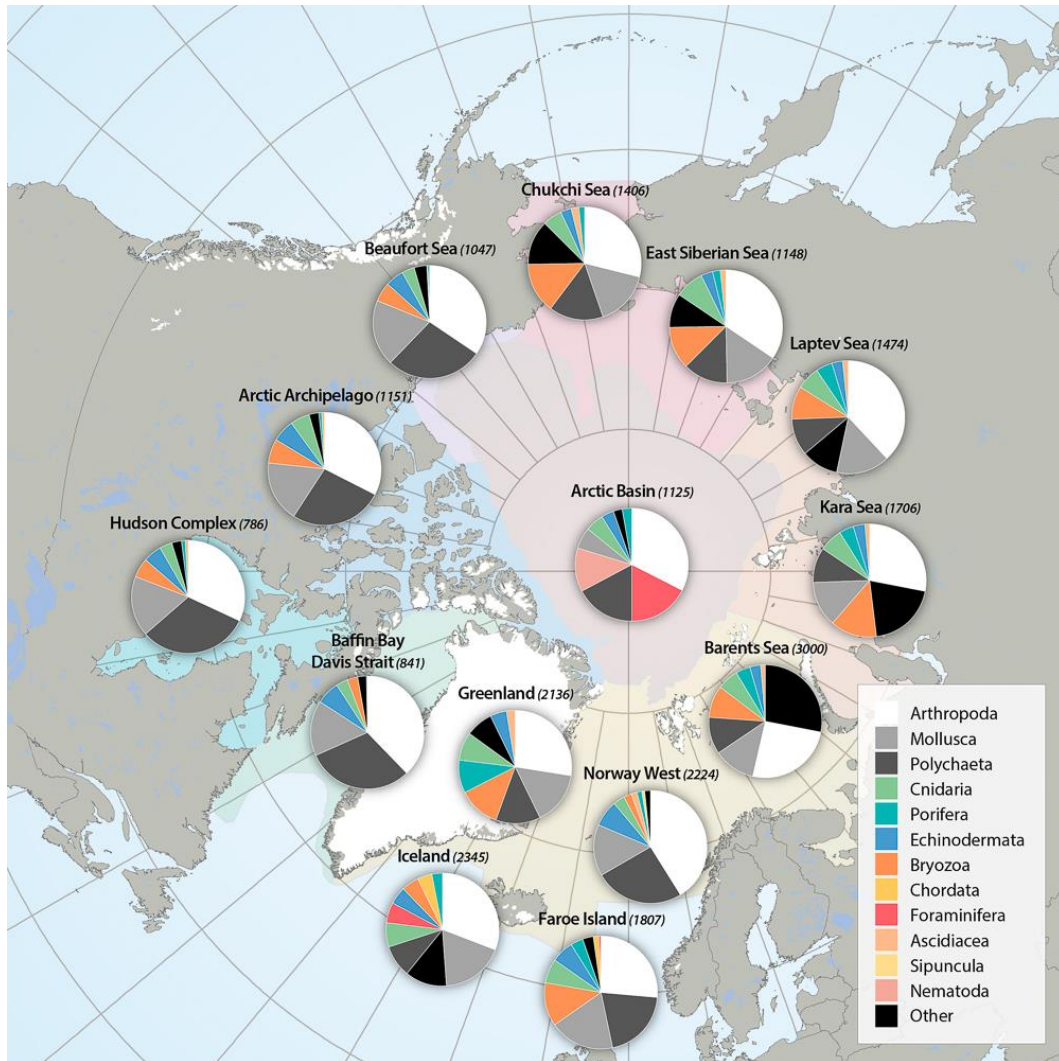 Chukchi Sea (1406)
Beaufort Sea (1047)
East Siberian Sea (1148)
Laptev Sea (1474)
Arctic Archipelago (1151)
Arctic Basin (1125)
Kara Sea (1706)
Hudson Complex (786)
Baffin Bay
Davis Strait (841)
Barents Sea (3000)
Greenland (2136)
Norway West (2224)
Iceland (2345)
Faroe Island (1807)
Arthropoda
Mollusca
Polychaeta
Cnidaria
Porifera
Echinodermata
Bryozoa
Chordata
Foraminifera
Ascidiacea
Sipuncula
Nematoda
Other